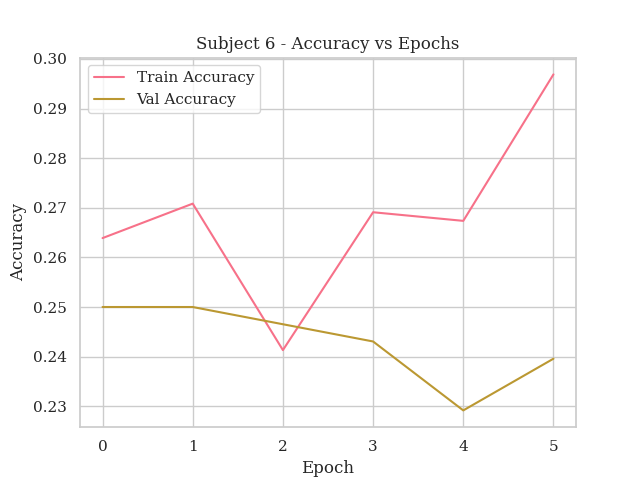 Subject 6 - Accuracy vs Epochs
Train Accuracy
Val Accuracy
0.30
0.29
0.28
0.27
0.26
0.25
0.24
0.23
Accuracy
0 1 2 3 4 5
Epoch